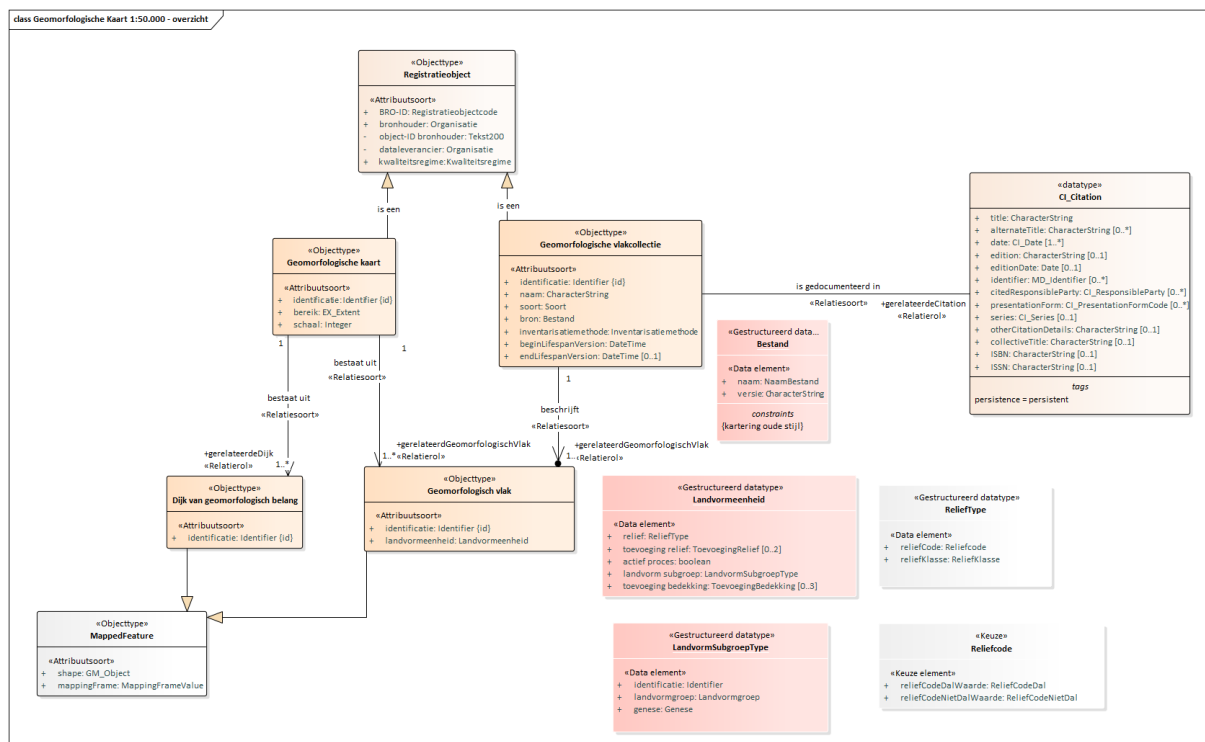 class Geomorfologische Kaart 1:50.000 - overzicht
«Objecttype»
Registratieobject
«Attribuutsoort»
+ BRO-ID: Registratieobjectcode
+ bronhouder: Organisatie
- object-ID bronhouder: Tekst200
- dataleverancier: Organisatie
+ kwaliteitsregime:Kwaliteitsregime
is een
is een
«Objecttype»
Geomorfologische kaart
«Attribuutsoort»
+ identificatie: Identifier {id}
+ bereik: EX_Extent
+ schaal: Integer
«Objecttype»
Geomorfologische vlakcollectie
«Attribuutsoort»
+ identificatie: Identifier {id}
+ naam: CharacterString
+ soort: Soort
+ bron: Bestand
+ inventarisatiemethode: Inventarisatiemethode
+ beginLifespanVersion: DateTime
+ endLifespanVersion: DateTime [0..1]
is gedocumenteerd in
«Relatiesoort»
+gerelateerdeCitation
«Relatierol»
«datatype»
CI_Citation
+ title: CharacterString
+ alternateTitle: CharacterString [0..*]
+ date: CI_Date [1..*]
+ edition: CharacterString [0..1]
+ editionDate: Date [0..1]
+ identifier: MD_Identifier [0..*]
+ citedResponsibleParty: CI_ResponsibleParty [0..*]
+ presentationForm: CI_PresentationFormCode [0..*]
+ series: CI_Series [0..1]
+ otherCitationDetails: CharacterString [0..1]
+ collectiveTitle: CharacterString [0..1]
+ ISBN: CharacterString [0..1]
+ ISSN: CharacterString [0..1]
tags
persistence = persistent
«Gestructureerd data...
Bestand
«Data element»
+ naam: NaamBestand
+ versie: CharacterString
constraints
{kartering oude stijl}
1
1
1
bestaat uit
«Relatiesoort»
bestaat uit
«Relatiesoort»
beschrijft
«Relatiesoort»
+gerelateerdeDijk
«Relatierol»
1..*
+gerelateerdGeomorfologischVlak
1..*
«Relatierol»
+gerelateerdGeomorfologischVlak
1..
«Relatierol»
«Objecttype»
Dijk van geomorfologisch belang
«Attribuutsoort»
+ identificatie: Identifier {id}
«Objecttype»
Geomorfologisch vlak
«Attribuutsoort»
+ identificatie: Identifier {id}
+ landvormeenheid: Landvormeenheid
«Gestructureerd datatype»
Landvormeenheid
«Data element»
+ relief: ReliefType
+ toevoeging relief: ToevoegingRelief [0..2]
+ actief proces: boolean
+ landvorm subgroep: LandvormSubgroepType
+ toevoeging bedekking: ToevoegingBedekking [0..3]
«Gestructureerd datatype»
ReliefType
«Data element»
+ reliefCode: Reliefcode
+ reliefKlasse: ReliefKlasse
«Objecttype»
MappedFeature
«Attribuutsoort»
+ shape: GM_Object
+ mappingFrame: MappingFrameValue
«Gestructureerd datatype»
LandvormSubgroepType
«Data element»
+ identificatie: Identifier
+ landvormgroep: Landvormgroep
+ genese: Genese
«Keuze»
Reliefcode
«Keuze element»
+ reliefCodeDalWaarde: ReliefCodeDal
+ reliefCodeNietDalWaarde: ReliefCodeNietDal